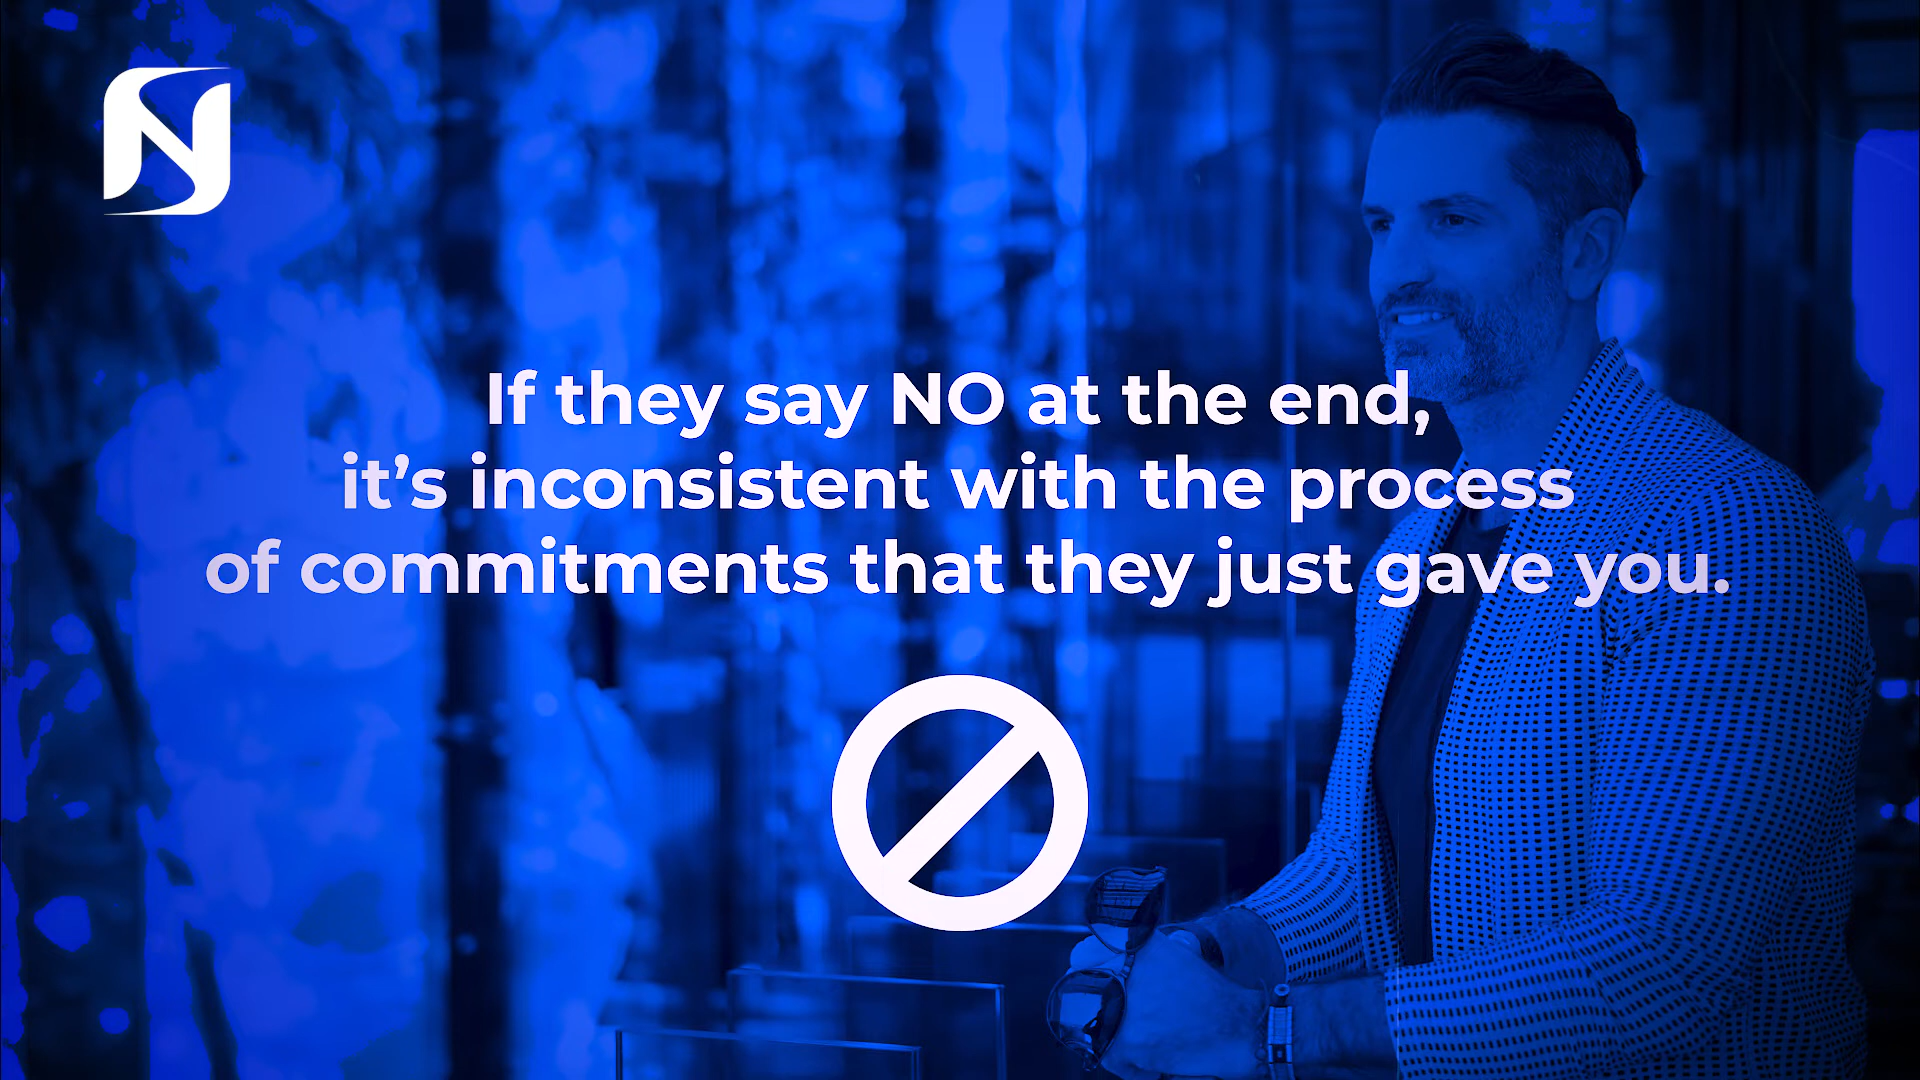 If they say NO at the end,
it’s inconsistent with the process
of commitments that they just gave you.